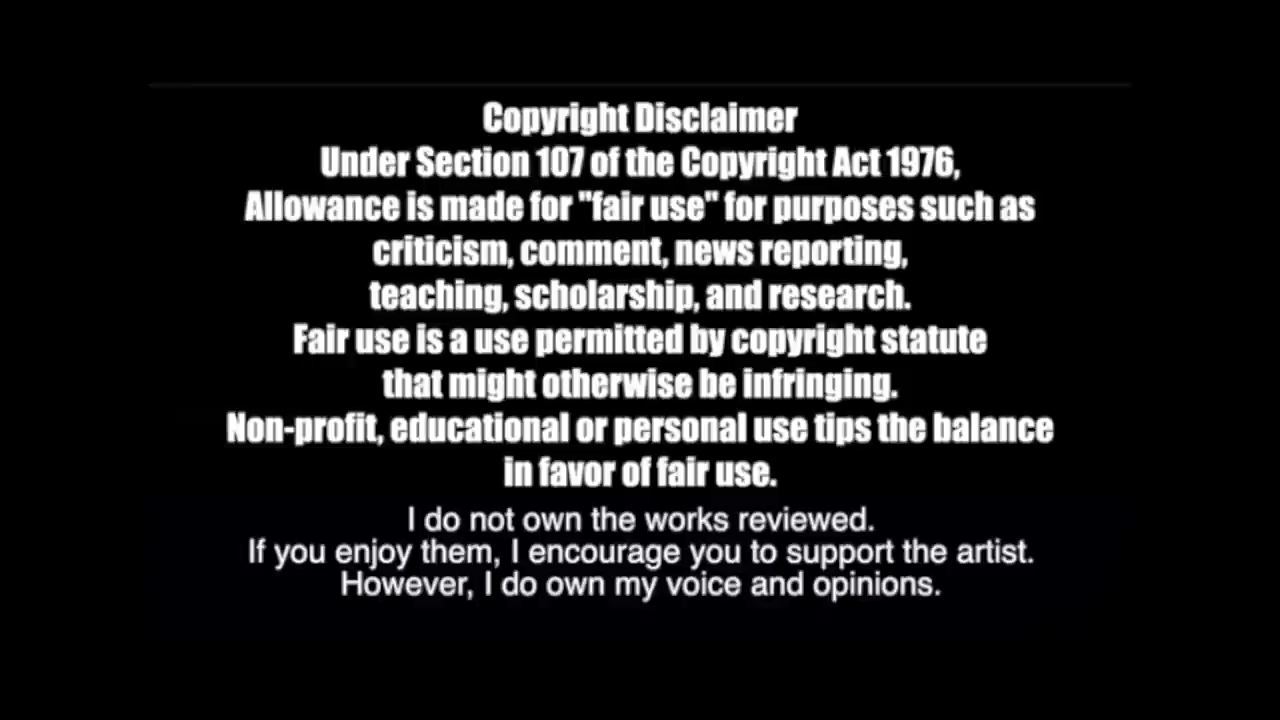 Copyright Disclaimer
Under Section 107 of the Copyright Act 1976,
Allowance is made for "fair use" for purposes such as
criticism, comment, news reporting,
teaching, scholarship, and research.
Fair use is a use permitted by copyright statute
that might otherwise be infringing.
Non-profit, educational or personal use tips the balance
in favor of fair use.
I do not own the works reviewed.
If you enjoy them, I encourage you to support the artist.
However, I do own my voice and opinions.